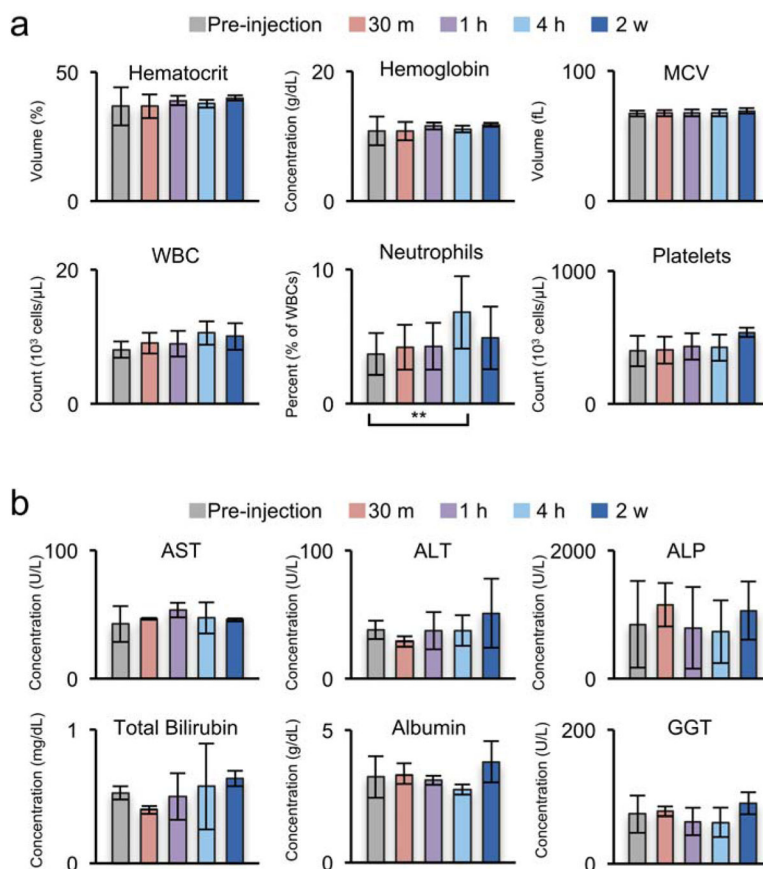 a
Pre-injection 30 m 1 h 4 h 2 w
Hematocrit
50
Volume (%)
0
Hemoglobin
20
Concentration (g/dL)
0
MCV
100
Volume (fL)
0
WBC
20
Count (10³ cells/µL)
0
Neutrophils
10
Percent (% of WBCs)
0
**
Platelets
1000
Count (10³ cells/µL)
0
b
Pre-injection 30 m 1 h 4 h 2 w
AST
100
Concentration (U/L)
0
ALT
100
Concentration (U/L)
0
ALP
2000
Concentration (U/L)
0
Total Bilirubin
1
Concentration (mg/dL)
0
Albumin
5
Concentration (g/dL)
0
GGT
200
Concentration (U/L)
0